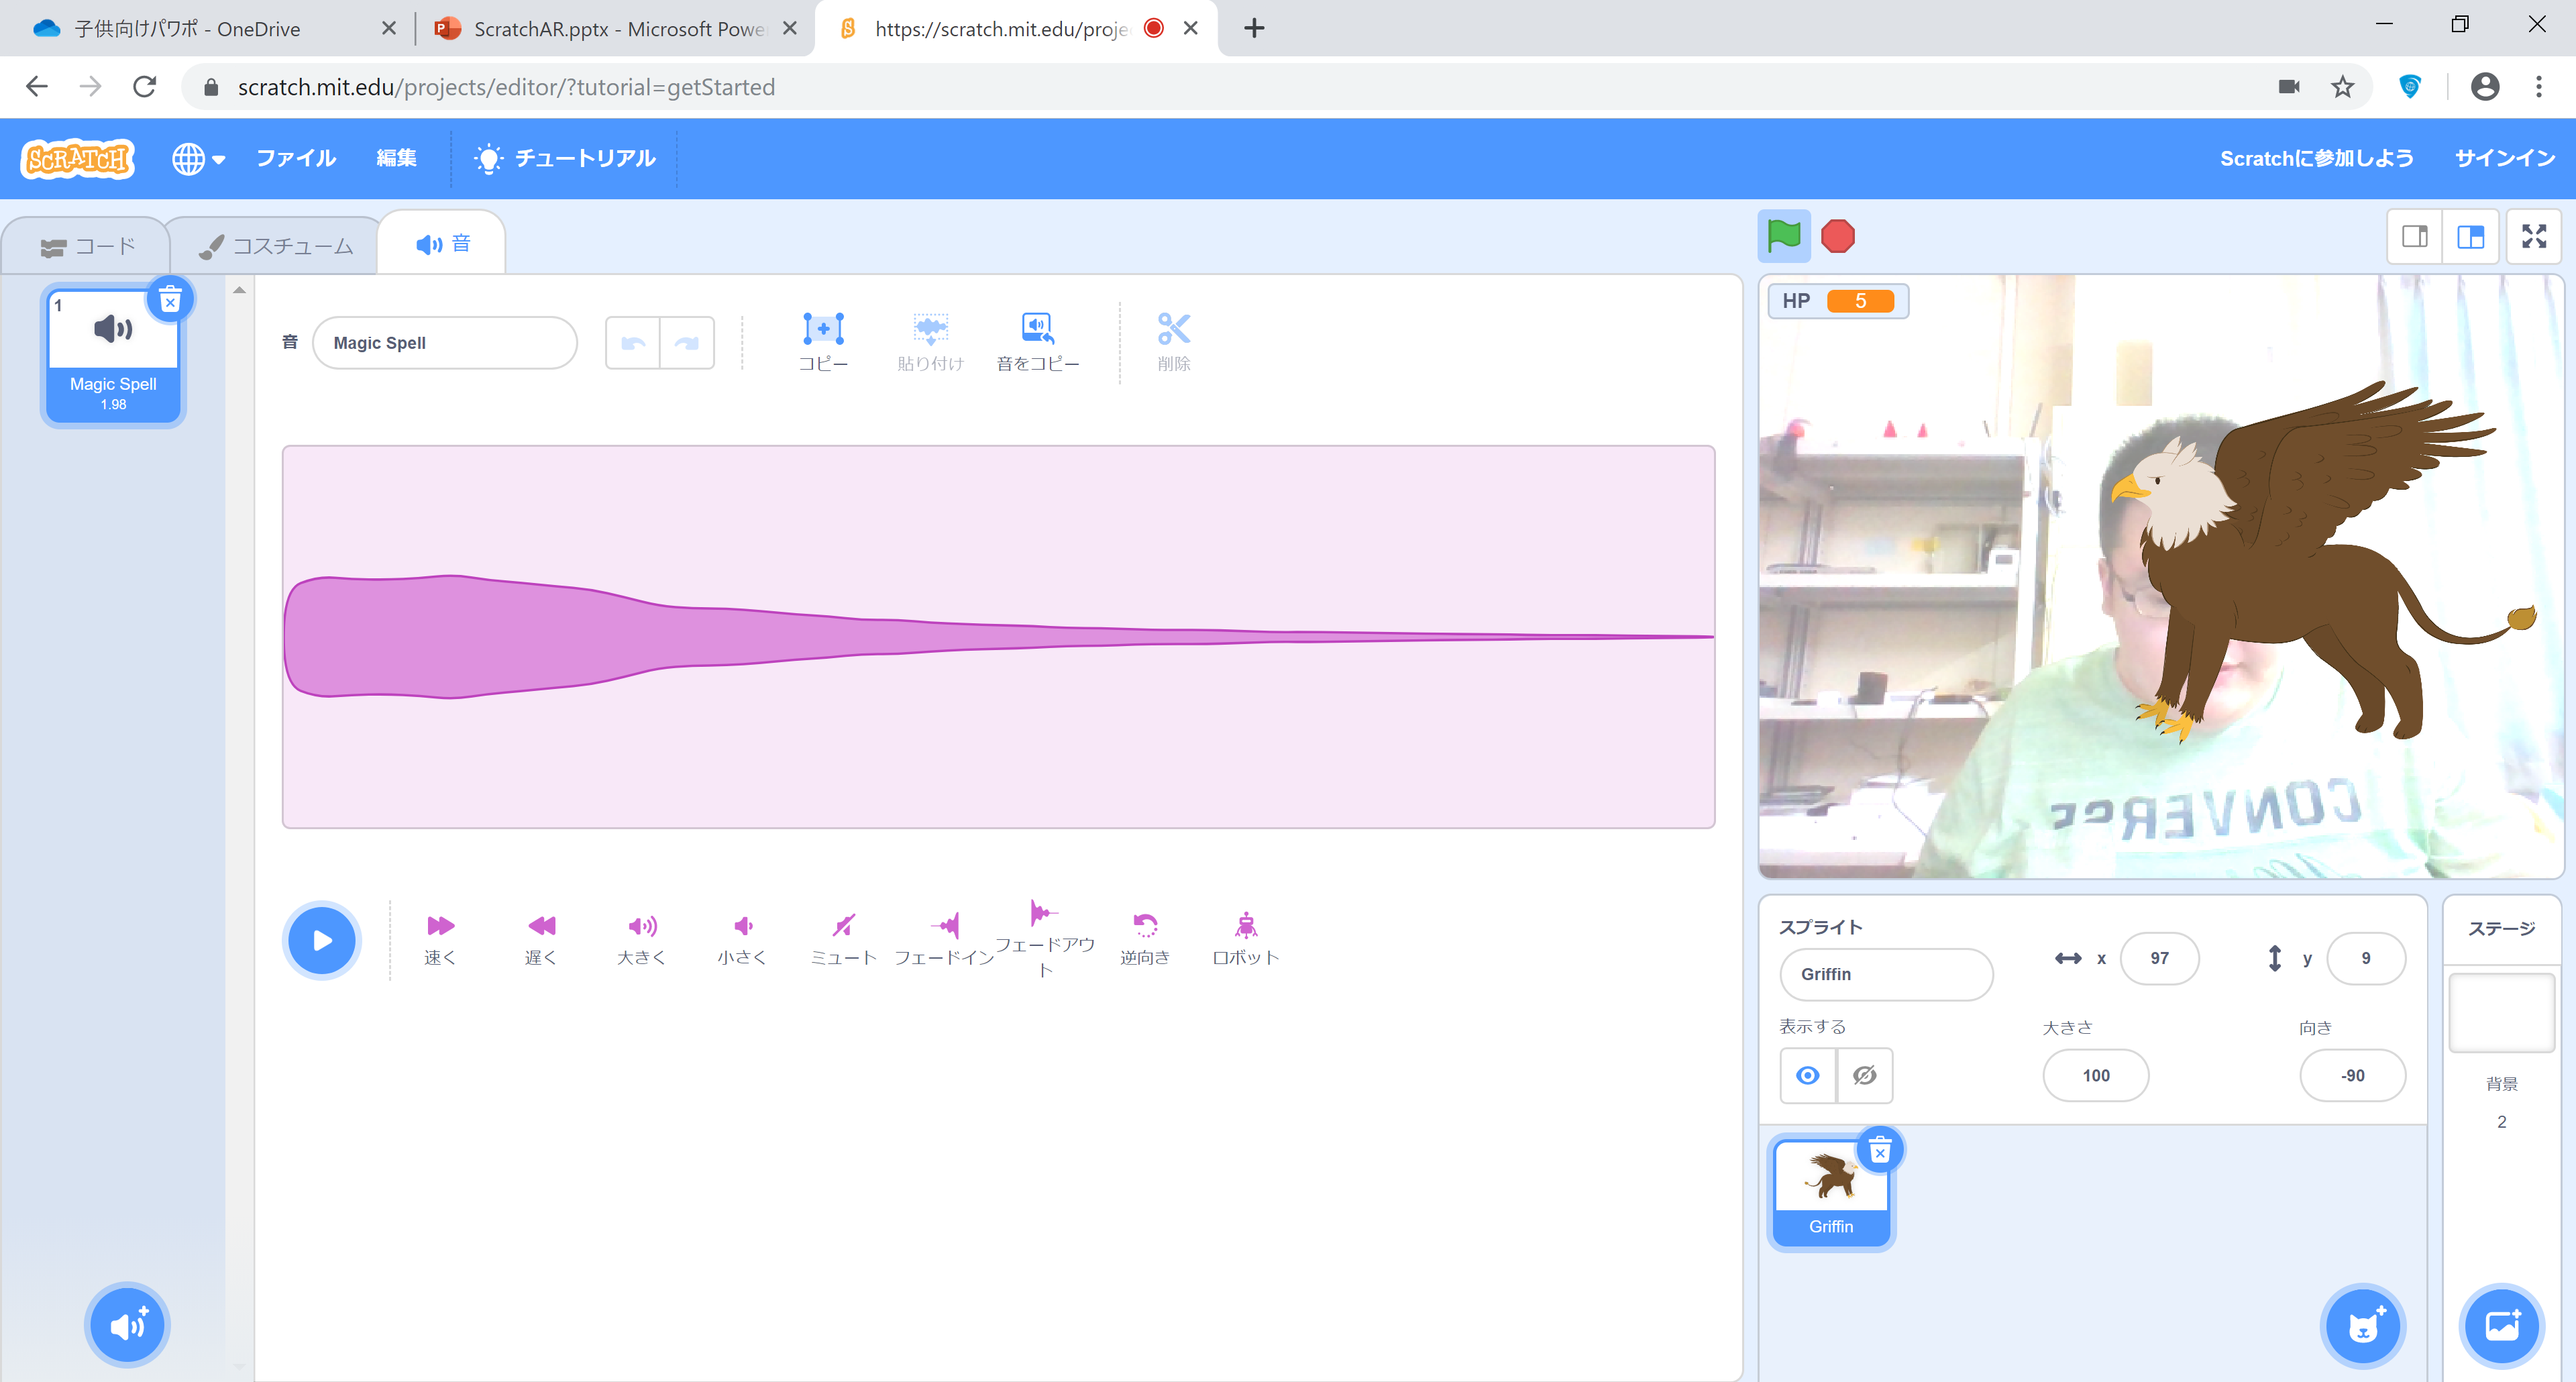 子供向けパワポ - OneDrive
ScratchAR.pptx - Microsoft Powe
https://scratch.mit.edu/proje
scratch.mit.edu/projects/editor/?tutorial=getStarted
SCRATCH
ファイル
編集
チュートリアル
Scratchに参加しよう
サインイン
コード
コスチューム
音
1
Magic Spell
1.98
音
Magic Spell
コピー
貼り付け
音をコピー
削除
HP 5
CONVERSE
速く
遅く
大きく
小さく
ミュート
フェードイン
フェードアウ
ト
逆向き
ロボット
スプライト
Griffin
x 97
y 9
表示する
大きさ
100
向き
-90
Griffin
ステージ
背景
2